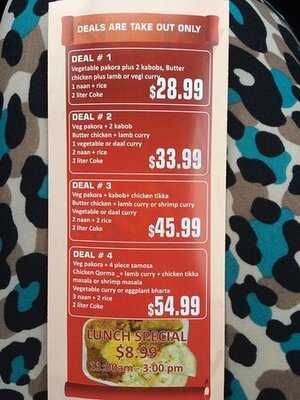 DEALS ARE TAKE OUT ONLY
DEAL # 1
Vegetable pakora plus 2 kabobs, Butter
chicken plus lamb or vegi curry
1 naan + rice
2 liter Coke
$28.99
DEAL # 2
Veg pakora + 2 kabob
Butter chicken + lamb curry
1 vegetable or daal curry
2 naan + rice
2 liter Coke
$33.99
DEAL # 3
Veg pakora + kabob+ chicken tikka
Butter chicken + lamb curry or shrimp curry
Vegetable or daal curry
2 naan + 2 rice
2 liter Coke
$45.99
DEAL # 4
Veg pakora + 4 piece samosa
Chicken Qorma _+ lamb curry + chicken tikka
masala or shrimp masala
Vegetable curry or eggplant bharta
3 naan + 2 rice
2 liter Coke
$54.99
LUNCH SPECIAL
$8.99
11:00am - 3:00 pm